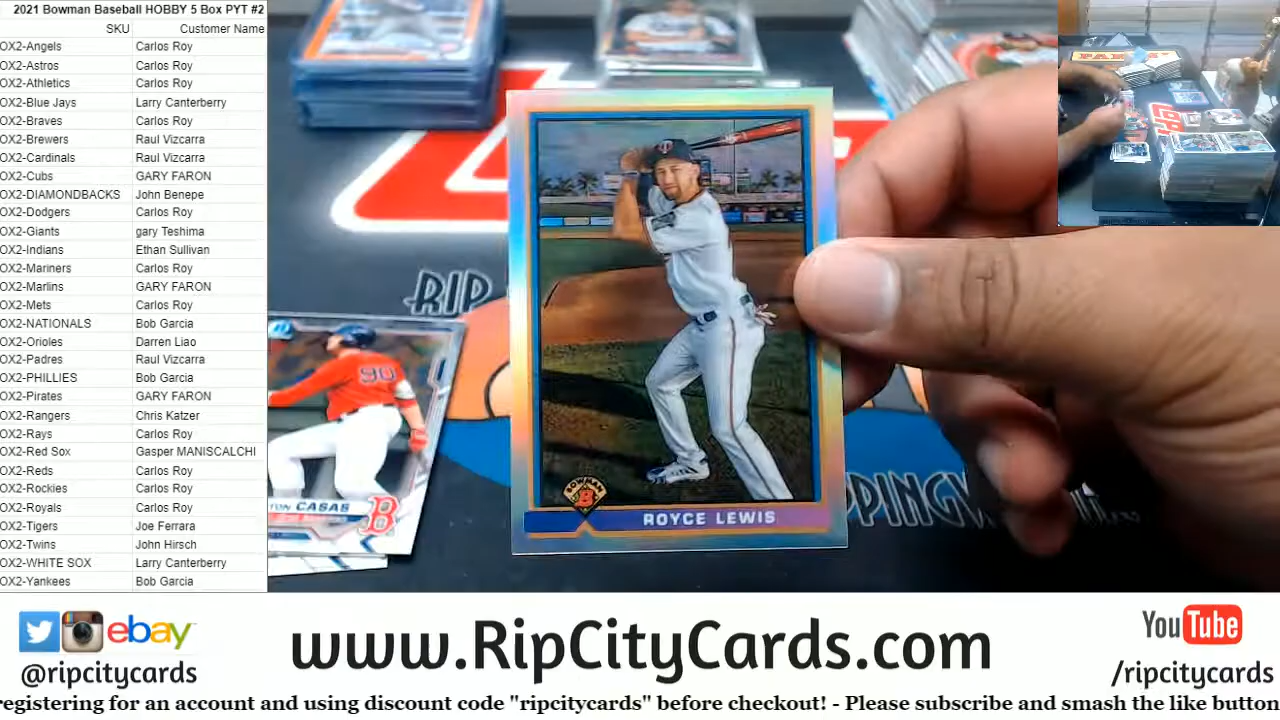 2021 Bowman Baseball HOBBY 5 Box PYT #2
SKU Customer Name
OX2-Angels Carlos Roy
OX2-Astros Carlos Roy
OX2-Athletics Carlos Roy
OX2-Blue Jays Larry Canterberry
OX2-Braves Carlos Roy
OX2-Brewers Raul Vizcarra
OX2-Cardinals Raul Vizcarra
OX2-Cubs GARY FARON
OX2-DIAMONDBACKS John Benepe
OX2-Dodgers Carlos Roy
OX2-Giants gary Teshima
OX2-Indians Ethan Sullivan
OX2-Mariners Carlos Roy
OX2-Marlins GARY FARON
OX2-Mets Carlos Roy
OX2-NATIONALS Bob Garcia
OX2-Orioles Darren Liao
OX2-Padres Raul Vizcarra
OX2-PHILLIES Bob Garcia
OX2-Pirates GARY FARON
OX2-Rangers Chris Katzer
OX2-Rays Carlos Roy
OX2-Red Sox Gasper MANISCALCHI
OX2-Reds Carlos Roy
OX2-Rockies Carlos Roy
OX2-Royals Carlos Roy
OX2-Tigers Joe Ferrara
OX2-Twins John Hirsch
OX2-WHITE SOX Larry Canterberry
OX2-Yankees Bob Garcia
RIP
90
CASAS
B
BOWMAN
ROYCE LEWIS
ebay
@ripcitycards
www.RipCityCards.com
YouTube
/ripcitycards
registering for an account and using discount code "ripcitycards" before checkout! - Please subscribe and smash the like button